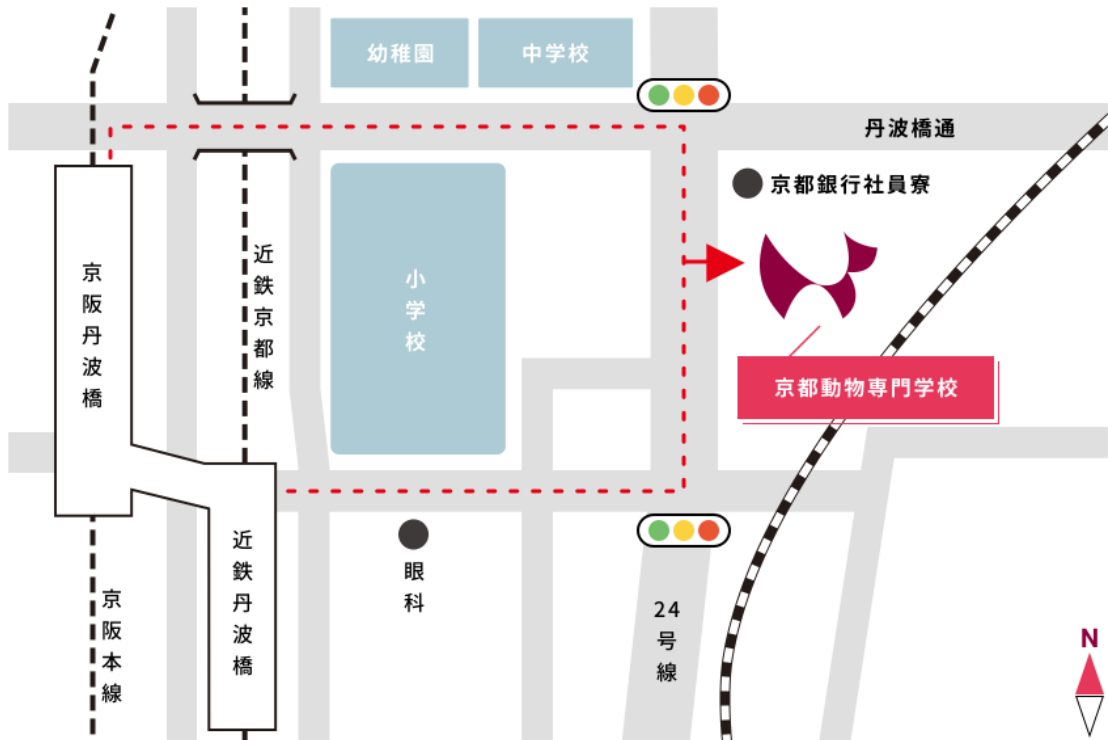 幼稚園
中学校
丹波橋通
京都銀行社員寮
近鉄京都線
小学校
京阪丹波橋
京都動物専門学校
近鉄丹波橋
眼科
京阪本線
24号線
N